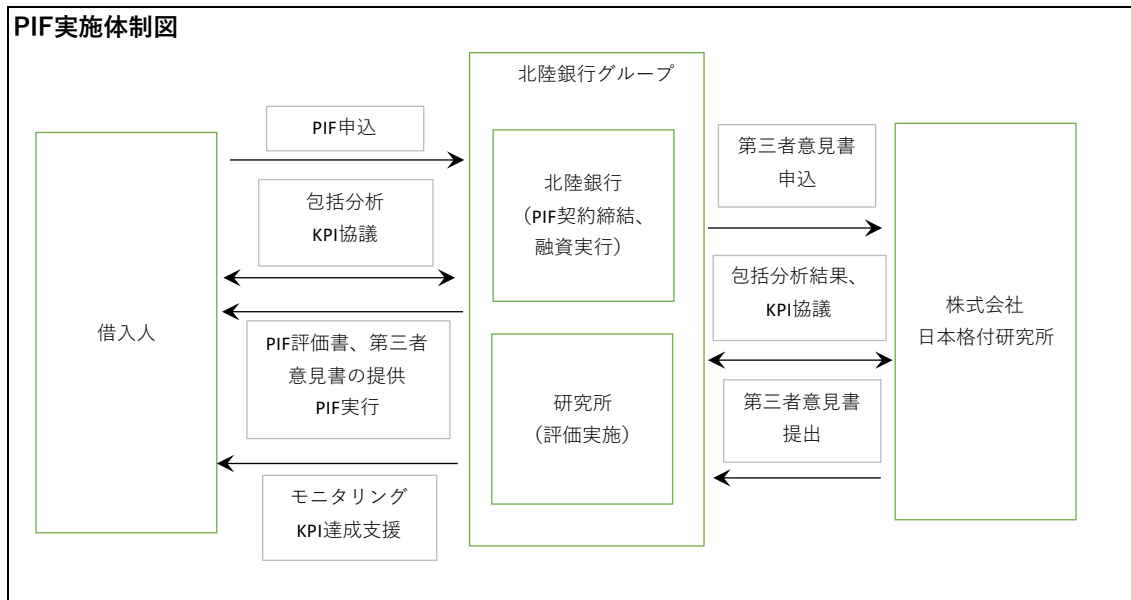 PIF実施体制図
北陸銀行グループ
PIF申込
包括分析
KPI協議
借入人
PIF評価書、第三者
意見書の提供
PIF実行
モニタリング
KPI達成支援
北陸銀行
（PIF契約締結、
融資実行）
研究所
（評価実施）
第三者意見書
申込
包括分析結果、
KPI協議
第三者意見書
提出
株式会社
日本格付研究所